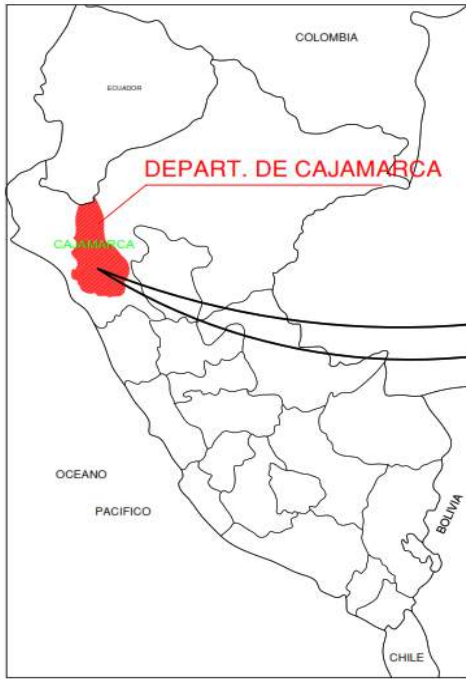 COLOMBIA
ECUADOR
DEPART. DE CAJAMARCA
CAJAMARCA
OCEANO
PACIFICO
BOLIVIA
CHILE